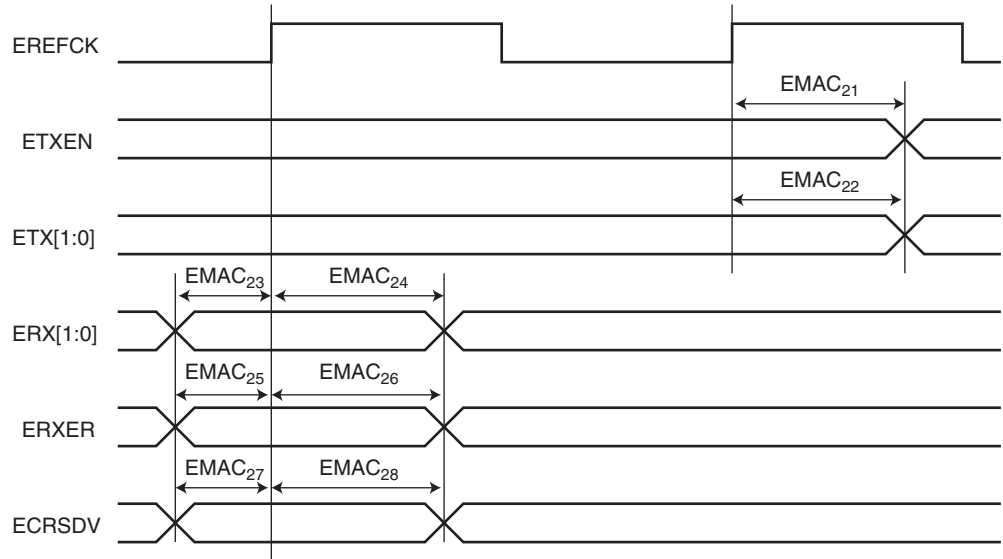 EREFCK
EMAC21
ETXEN
EMAC22
ETX[1:0]
EMAC23 EMAC24
ERX[1:0]
EMAC25 EMAC26
ERXER
EMAC27 EMAC28
ECRSDV